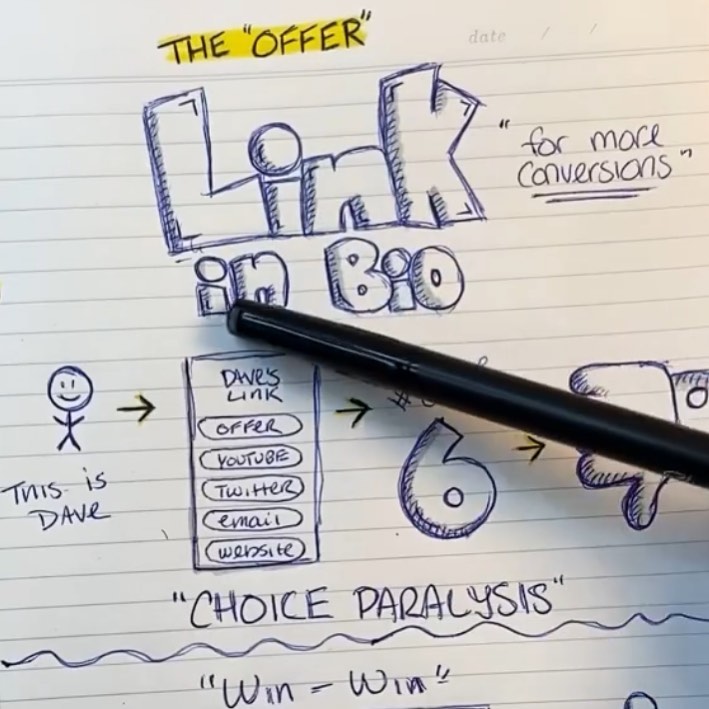 THE "OFFER"
date / /
Link
in Bio
"for more
conversions"
DAVE'S
LINK
OFFER
YOUTUBE
TWITTER
email
website
6
THIS is
DAVE
"CHOICE PARALYSIS"
"Win - Win"